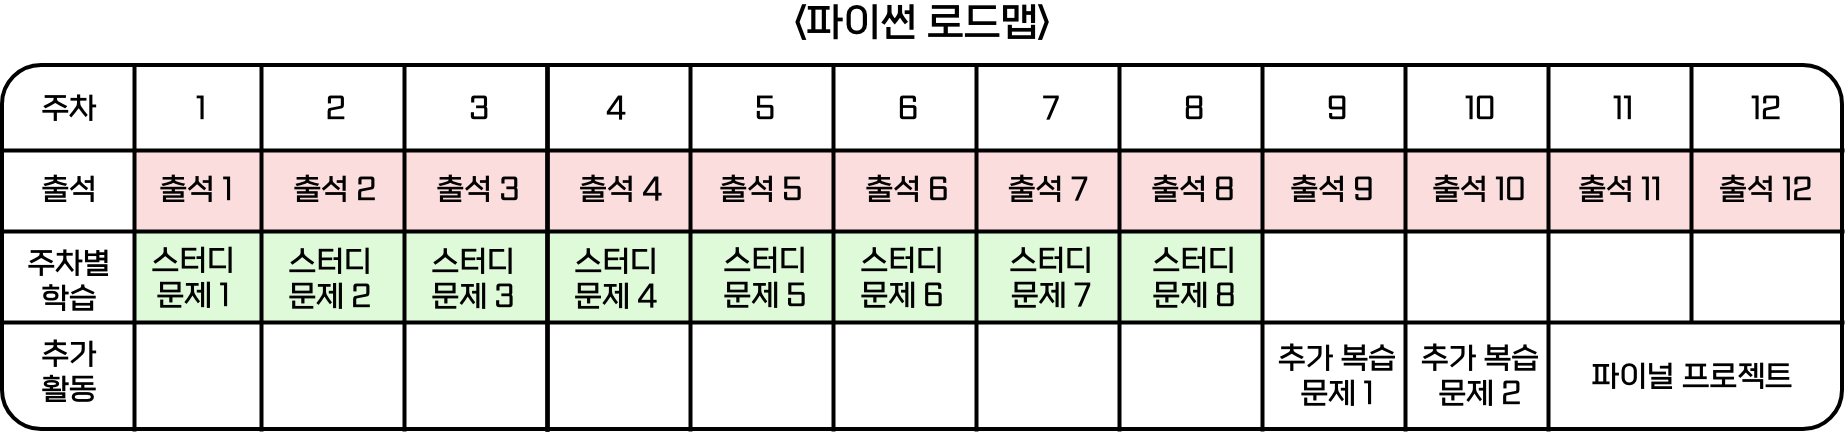 〈파이썬 로드맵〉
주차 1 2 3 4 5 6 7 8 9 10 11 12
출석 출석 1 출석 2 출석 3 출석 4 출석 5 출석 6 출석 7 출석 8 출석 9 출석 10 출석 11 출석 12
주차별 스터디 스터디 스터디 스터디 스터디 스터디 스터디 스터디
학습 문제 1 문제 2 문제 3 문제 4 문제 5 문제 6 문제 7 문제 8
추가 추가 복습 추가 복습
활동 문제 1 문제 2 파이널 프로젝트